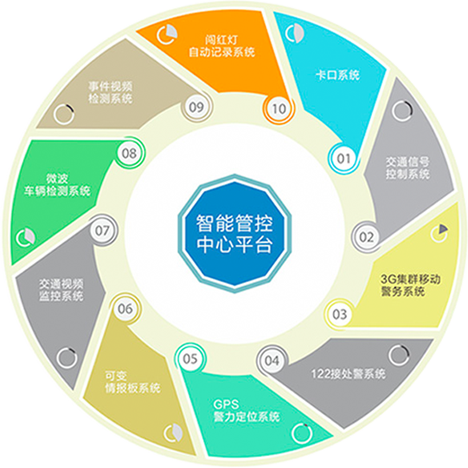 智能管控
中心平台
01
卡口系统
02
交通信号
控制系统
03
3G集群移动
警务系统
04
122接处警系统
05
GPS
警力定位系统
06
可变
情报板系统
07
交通视频
监控系统
08
微波
车辆检测系统
09
事件视频
检测系统
10
闯红灯
自动记录系统